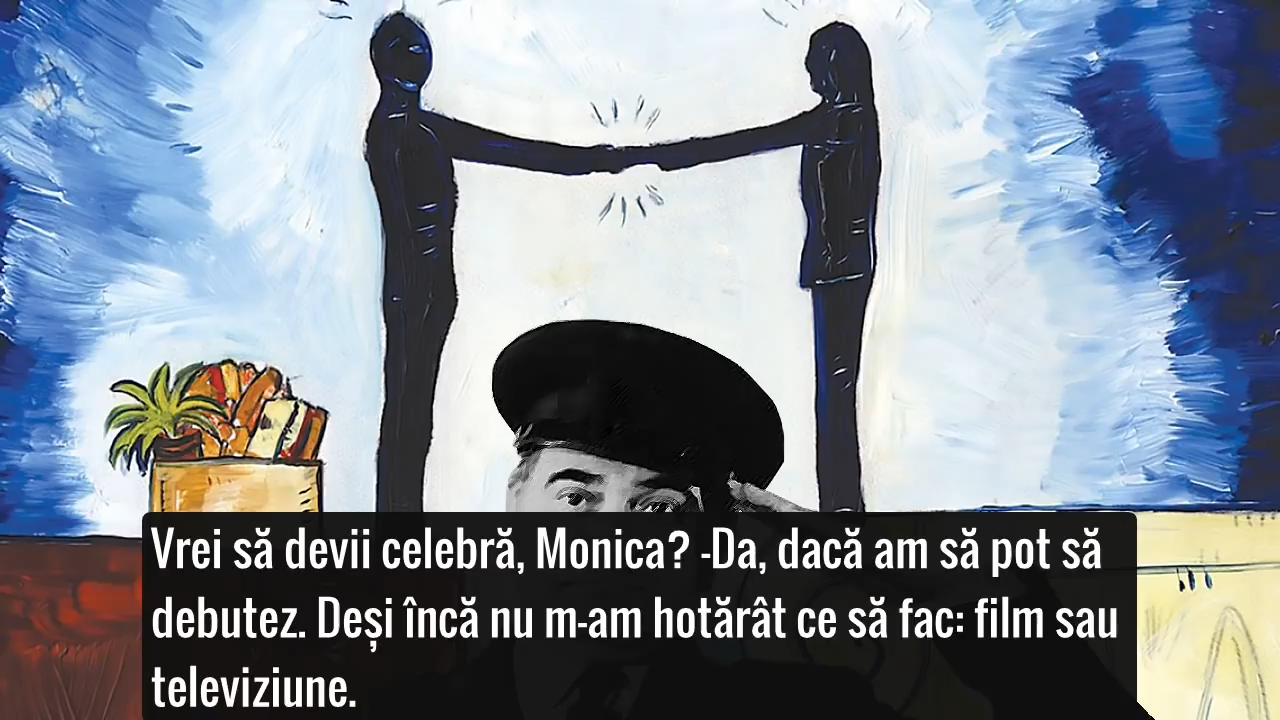 Vrei să devii celebră, Monica? -Da, dacă am să pot să
debutez. Deși încă nu m-am hotărât ce să fac: film sau
televiziune.